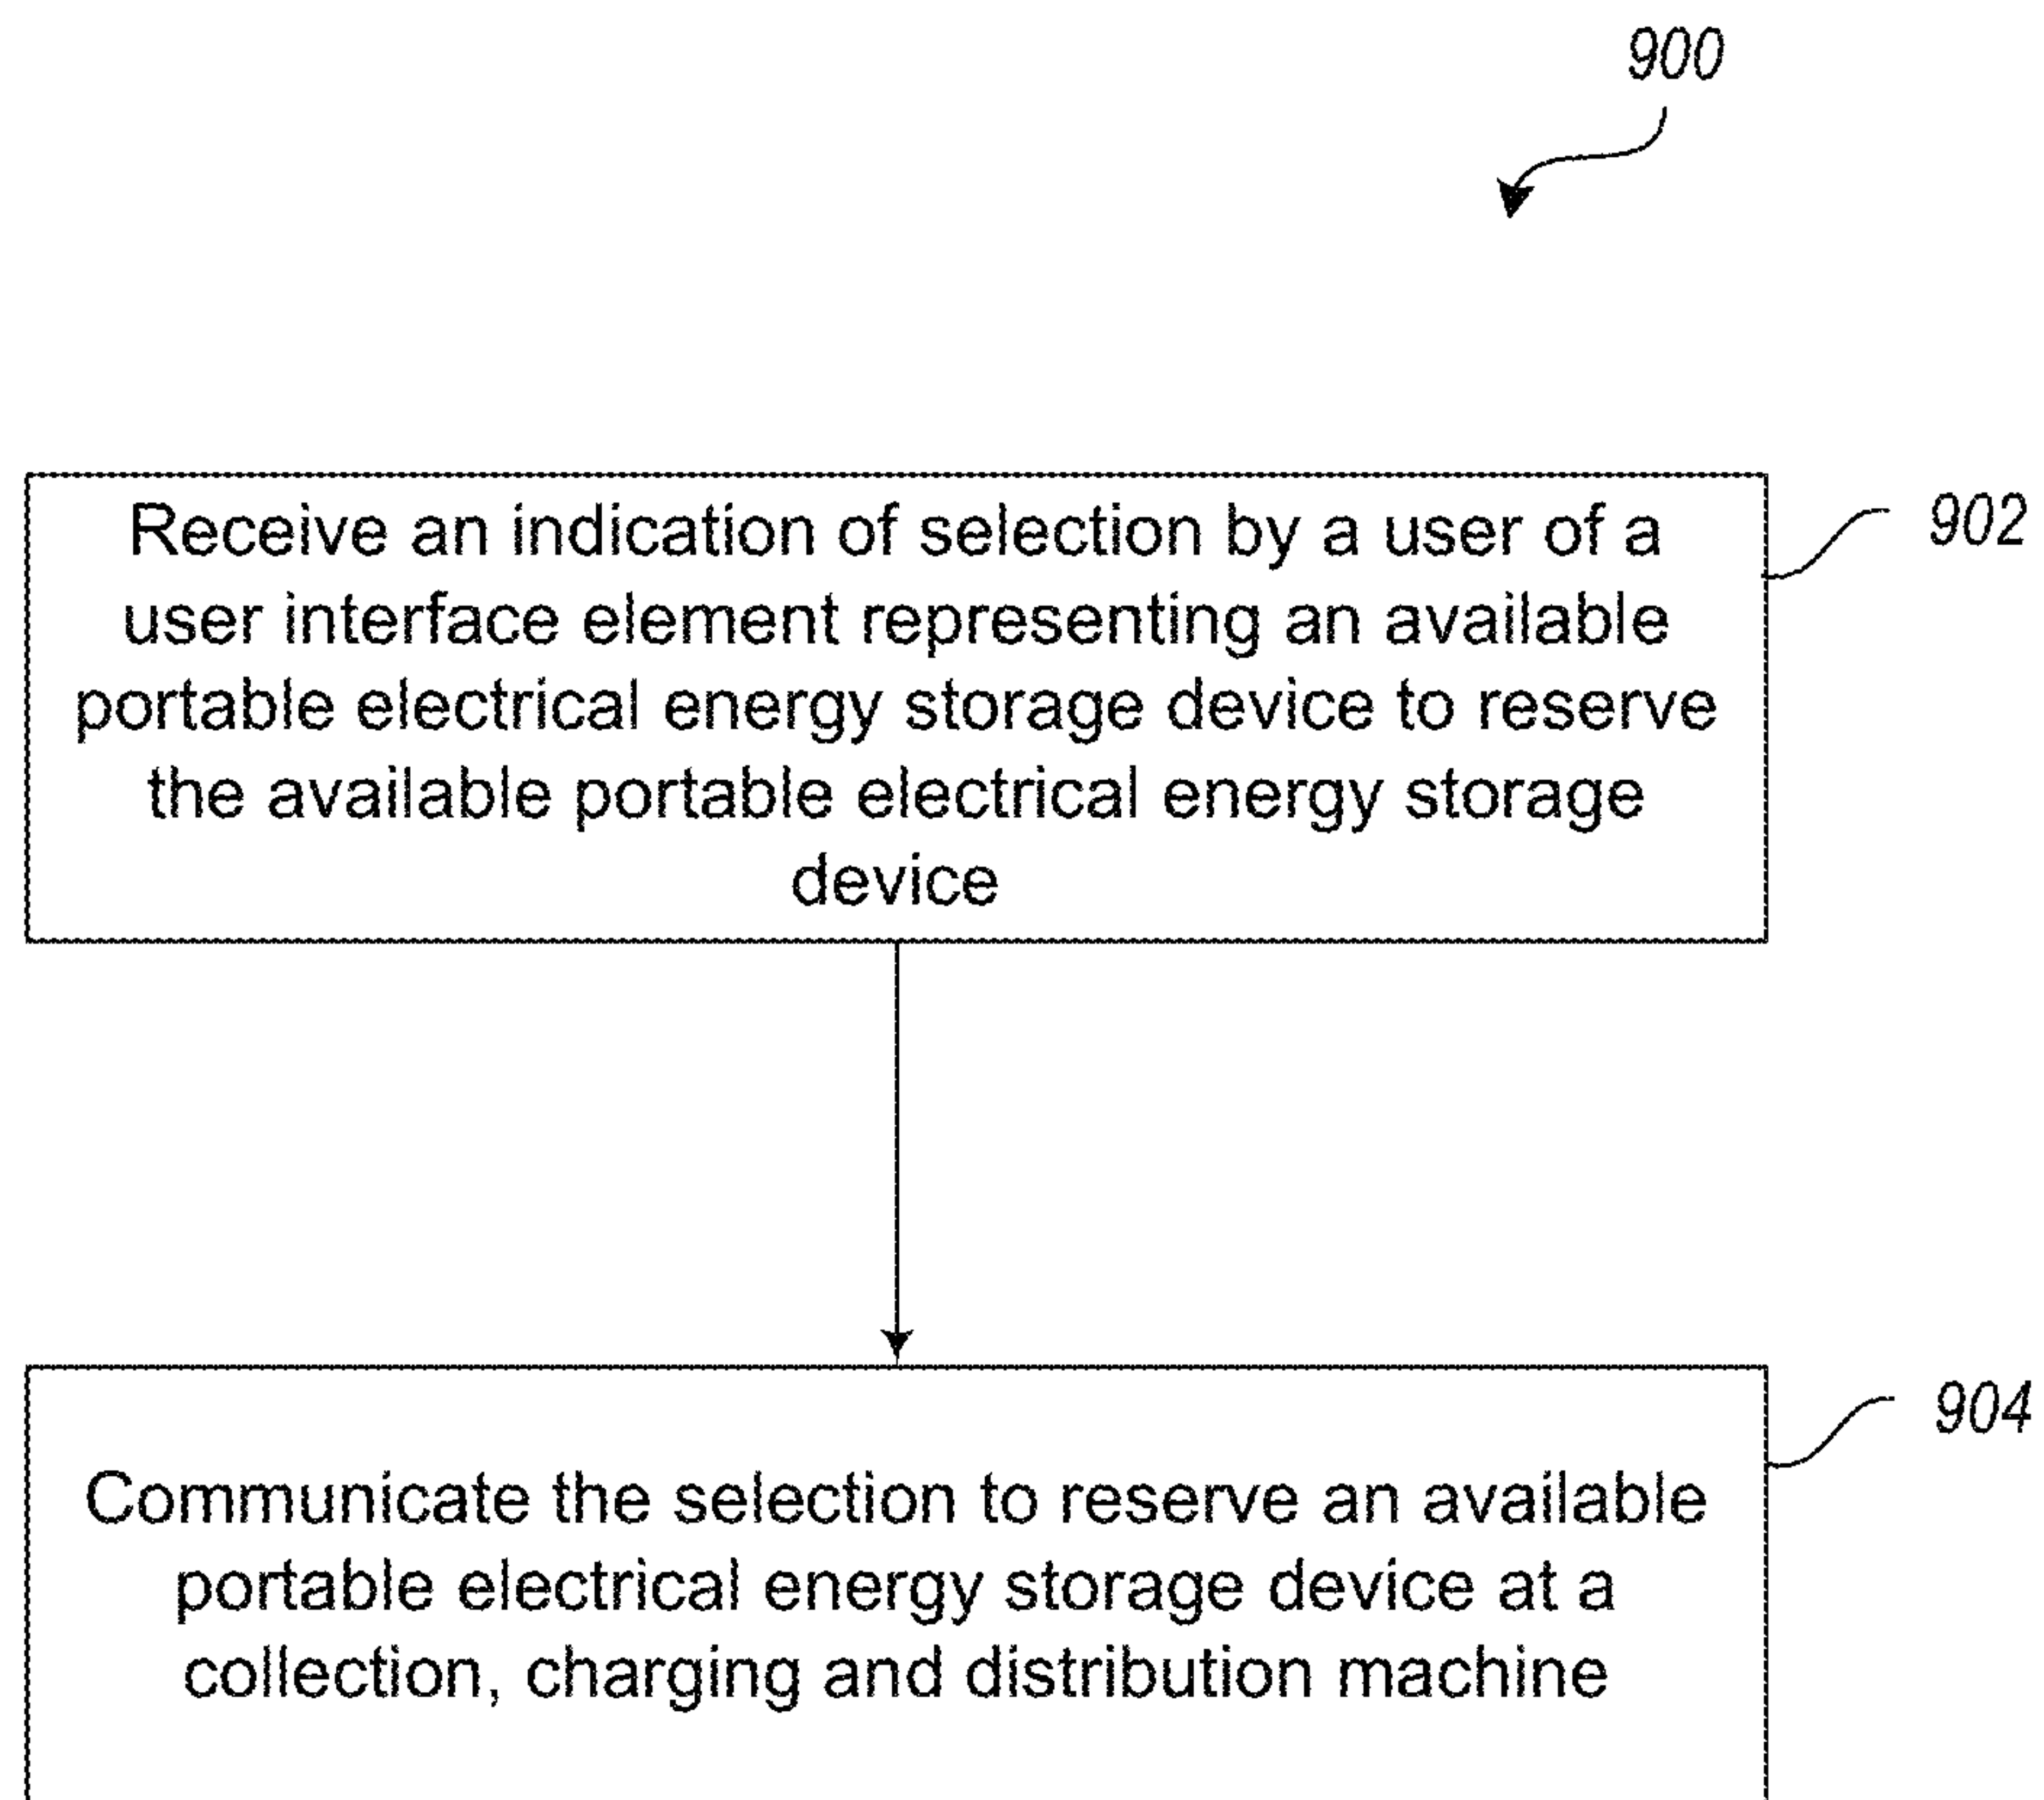 900
Receive an indication of selection by a user of a
user interface element representing an available
portable electrical energy storage device to reserve
the available portable electrical energy storage
device
902
Communicate the selection to reserve an available
portable electrical energy storage device at a
collection, charging and distribution machine
904